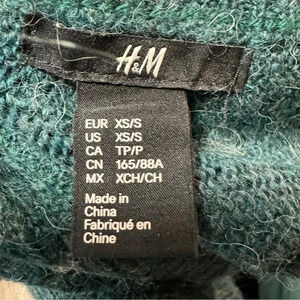 H&M
EUR XS/S
US XS/S
CA TP/P
CN 165/88A
MX XCH/CH
Made in
China
Fabriqué en
Chine